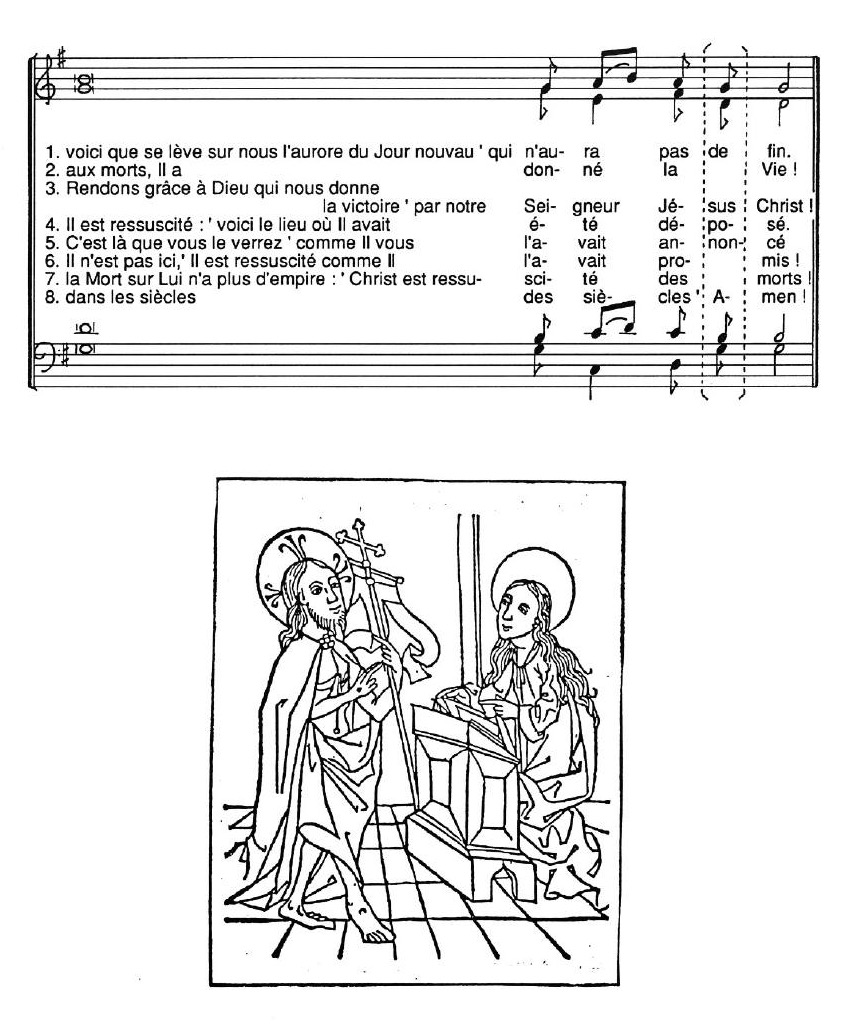 1. voici que se lève sur nous l'aurore du Jour nouvau ' qui n'au- ra pas de fin.
2. aux morts, Il a don- né la Vie !
3. Rendons grâce à Dieu qui nous donne
la victoire ' par notre Sei- gneur Jé- sus Christ !
4. Il est ressuscité : ' voici le lieu où Il avait é- té dé- po- sé.
5. C'est là que vous le verrez ' comme Il vous l'a- vait an- non- cé
6. Il n'est pas ici,' Il est ressuscité comme Il l'a- vait pro- mis !
7. la Mort sur Lui n'a plus d'empire : ' Christ est ressu- sci- té des morts !
8. dans les siècles des siè- cles ' A- men !